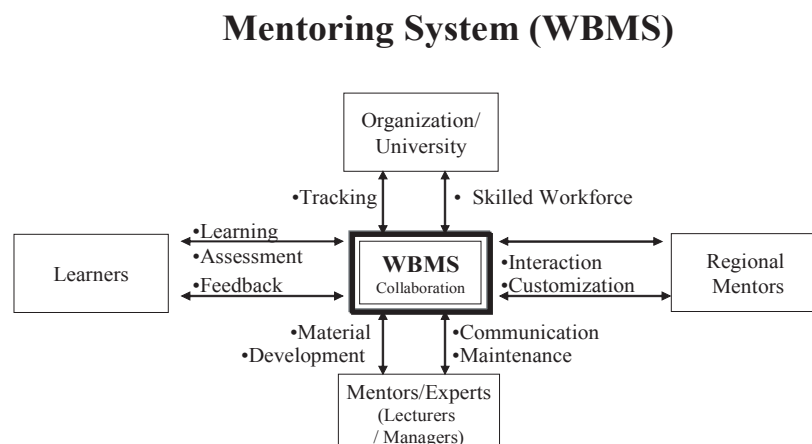 Mentoring System (WBMS)
Organization/
University
•Tracking
• Skilled Workforce
•Learning
•Assessment
•Feedback
Learners
WBMS
Collaboration
•Interaction
•Customization
Regional
Mentors
•Material
•Development
•Communication
•Maintenance
Mentors/Experts
(Lecturers
/ Managers)